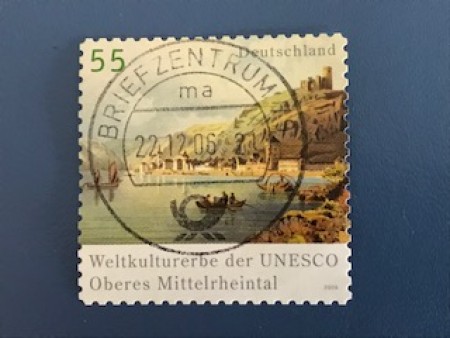 55 Deutschland
BRIEFZENTRUM
ma
22.12.06
Weltkulturerbe der UNESCO
Oberes Mittelrheintal